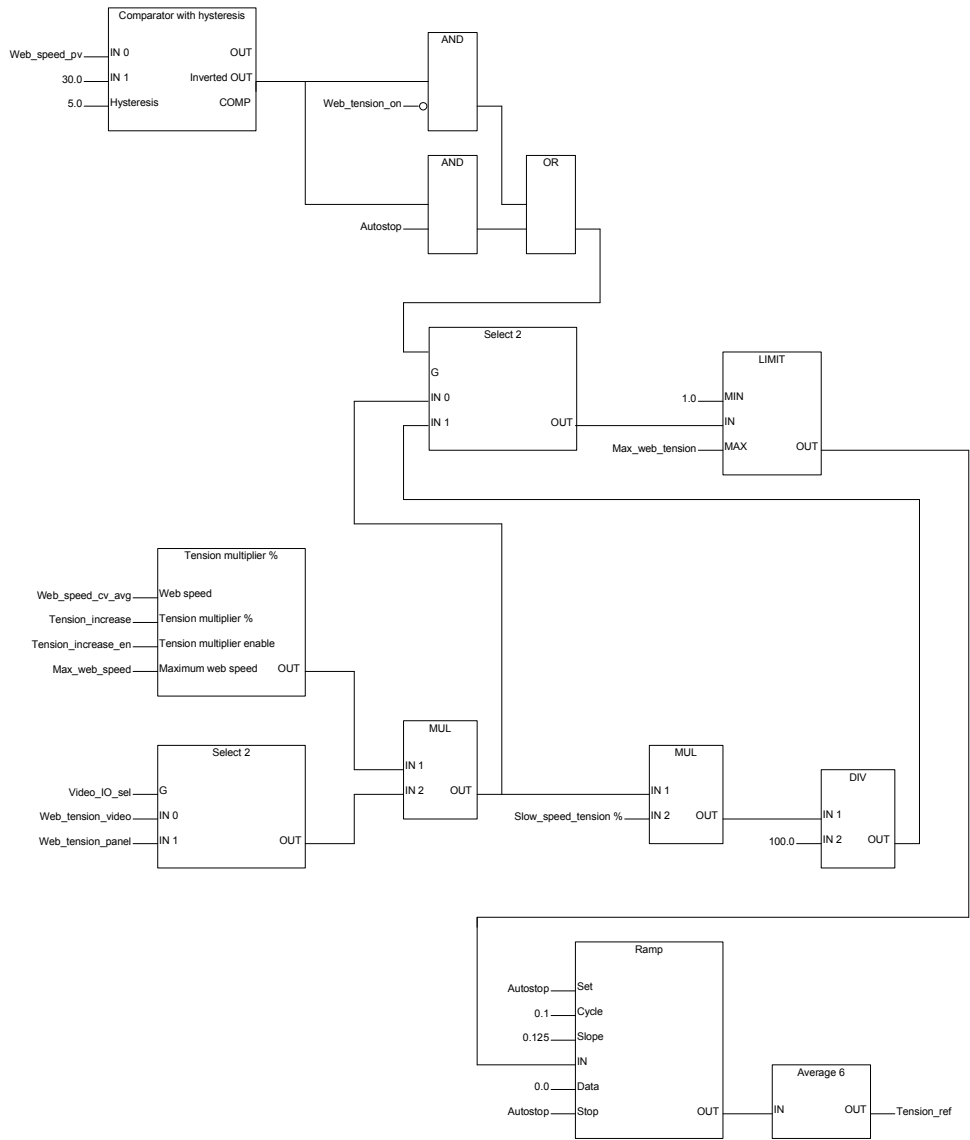 Comparator with hysteresis
Web_speed_pv
IN 0
OUT
30.0
IN 1
Inverted OUT
5.0
Hysteresis
COMP
AND
Web_tension_on
AND
Autostop
OR
Select 2
G
IN 0
IN 1
OUT
LIMIT
1.0
MIN
IN
Max_web_tension
MAX
OUT
Tension multiplier %
Web_speed_cv_avg
Web speed
Tension_increase
Tension multiplier %
Tension_increase_en
Tension multiplier enable
Max_web_speed
Maximum web speed
OUT
Select 2
Video_IO_sel
G
Web_tension_video
IN 0
Web_tension_panel
IN 1
OUT
MUL
IN 1
IN 2
OUT
MUL
IN 1
Slow_speed_tension %
IN 2
OUT
DIV
IN 1
100.0
IN 2
OUT
Ramp
Autostop
Set
0.1
Cycle
0.125
Slope
IN
0.0
Data
Autostop
Stop
OUT
Average 6
IN
OUT
Tension_ref